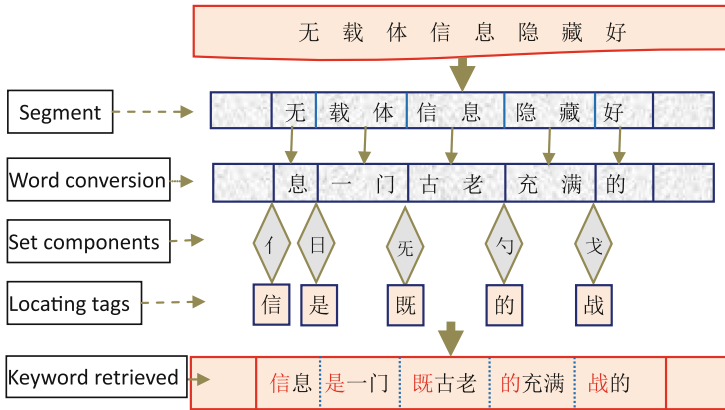 无载体信息隐藏好
Segment 无 载体 信息 隐藏 好
Word conversion 息 一门 古老 充满 的
Set components 亻 日 旡 勺 戈
Locating tags 信 是 既 的 战
Keyword retrieved 信息 是一门 既古老 的充满 战的